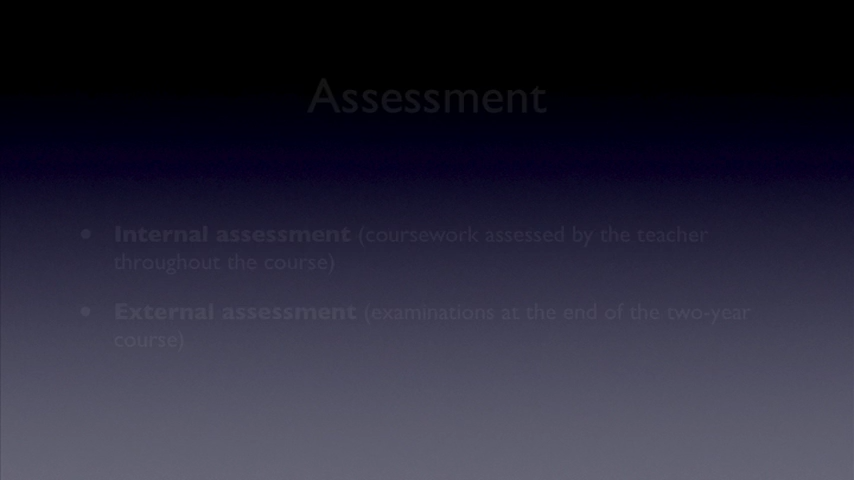 Assessment
• Internal assessment (coursework assessed by the teacher
throughout the course)
• External assessment (examinations at the end of the two-year
course)